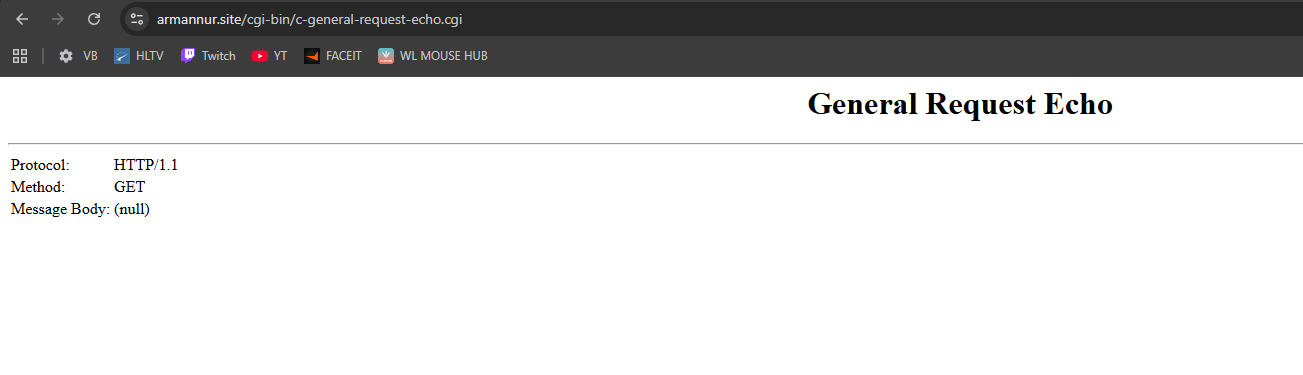 armannur.site/cgi-bin/c-general-request-echo.cgi
VB HLTV Twitch YT FACEIT WL MOUSE HUB
General Request Echo
Protocol: HTTP/1.1
Method: GET
Message Body: (null)